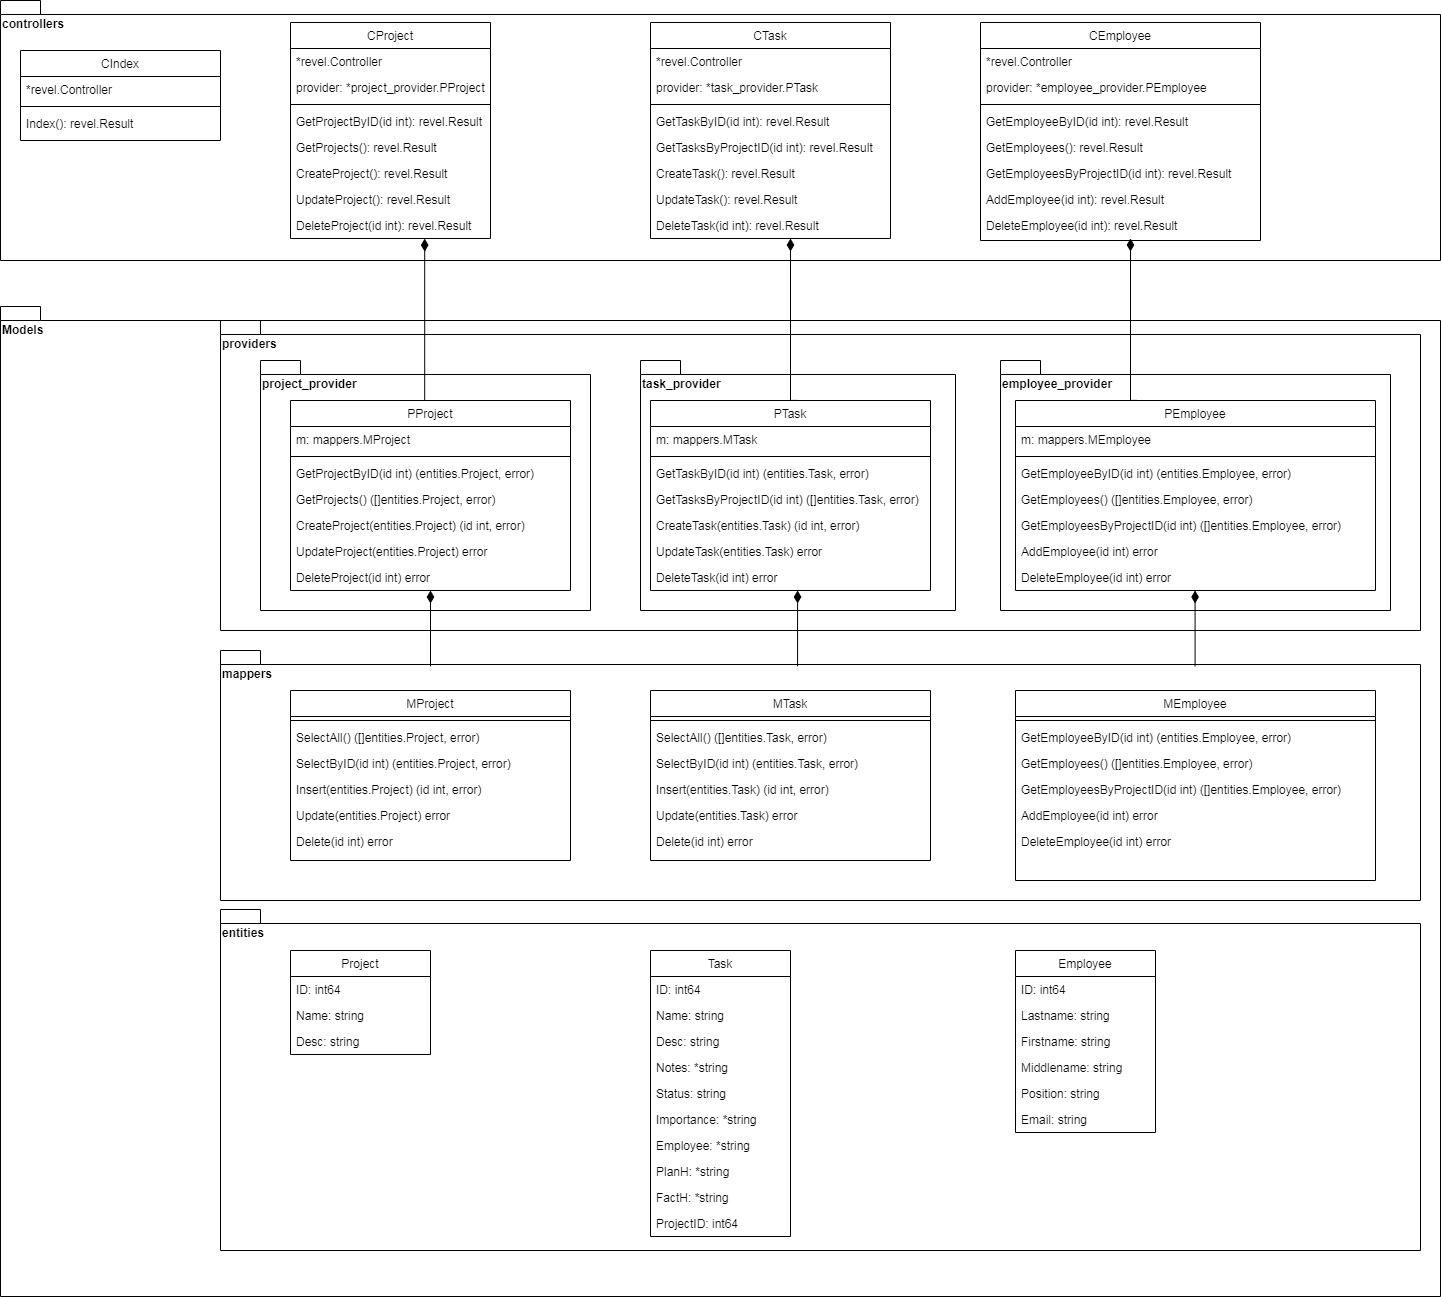 controllers
CIndex
*revel.Controller
Index(): revel.Result
CProject
*revel.Controller
provider: *project_provider.PProject
GetProjectByID(id int): revel.Result
GetProjects(): revel.Result
CreateProject(): revel.Result
UpdateProject(): revel.Result
DeleteProject(id int): revel.Result
CTask
*revel.Controller
provider: *task_provider.PTask
GetTaskByID(id int): revel.Result
GetTasksByProjectID(id int): revel.Result
CreateTask(): revel.Result
UpdateTask(): revel.Result
DeleteTask(id int): revel.Result
CEmployee
*revel.Controller
provider: *employee_provider.PEmployee
GetEmployeeByID(id int): revel.Result
GetEmployees(): revel.Result
GetEmployeesByProjectID(id int): revel.Result
AddEmployee(id int): revel.Result
DeleteEmployee(id int): revel.Result
Models
providers
project_provider
PProject
m: mappers.MProject
GetProjectByID(id int) (entities.Project, error)
GetProjects() ([]entities.Project, error)
CreateProject(entities.Project) (id int, error)
UpdateProject(entities.Project) error
DeleteProject(id int) error
task_provider
PTask
m: mappers.MTask
GetTaskByID(id int) (entities.Task, error)
GetTasksByProjectID(id int) ([]entities.Task, error)
CreateTask(entities.Task) (id int, error)
UpdateTask(entities.Task) error
DeleteTask(id int) error
employee_provider
PEmployee
m: mappers.MEmployee
GetEmployeeByID(id int) (entities.Employee, error)
GetEmployees() ([]entities.Employee, error)
GetEmployeesByProjectID(id int) ([]entities.Employee, error)
AddEmployee(id int) error
DeleteEmployee(id int) error
mappers
MProject
SelectAll() ([]entities.Project, error)
SelectByID(id int) (entities.Project, error)
Insert(entities.Project) (id int, error)
Update(entities.Project) error
Delete(id int) error
MTask
SelectAll() ([]entities.Task, error)
SelectByID(id int) (entities.Task, error)
Insert(entities.Task) (id int, error)
Update(entities.Task) error
Delete(id int) error
MEmployee
GetEmployeeByID(id int) (entities.Employee, error)
GetEmployees() ([]entities.Employee, error)
GetEmployeesByProjectID(id int) ([]entities.Employee, error)
AddEmployee(id int) error
DeleteEmployee(id int) error
entities
Project
ID: int64
Name: string
Desc: string
Task
ID: int64
Name: string
Desc: string
Notes: *string
Status: string
Importance: *string
Employee: *string
PlanH: *string
FactH: *string
ProjectID: int64
Employee
ID: int64
Lastname: string
Firstname: string
Middlename: string
Position: string
Email: string